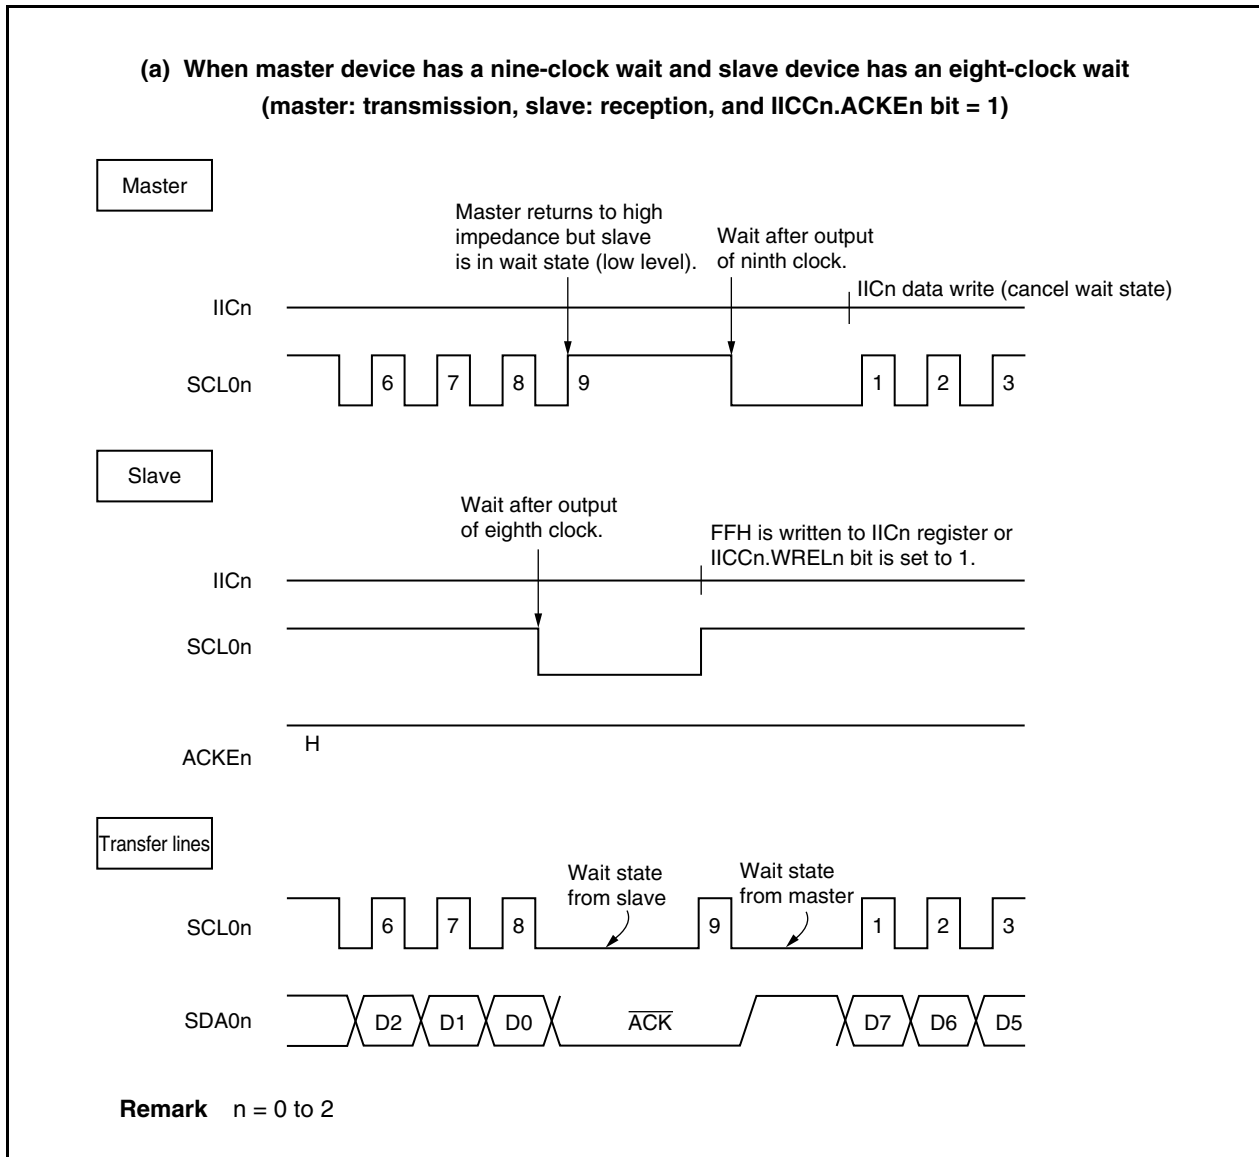 (a) When master device has a nine-clock wait and slave device has an eight-clock wait
(master: transmission, slave: reception, and IICCn.ACKEn bit = 1)
Master
Master returns to high
impedance but slave
is in wait state (low level).
Wait after output
of ninth clock.
IICn data write (cancel wait state)
IICn
SCL0n
6 7 8 9 1 2 3
Slave
Wait after output
of eighth clock.
FFH is written to IICn register or
IICCn.WRELn bit is set to 1.
IICn
SCL0n
H
ACKEn
Transfer lines
Wait state
from slave
Wait state
from master
SCL0n
6 7 8 9 1 2 3
SDA0n
D2 D1 D0 ACK D7 D6 D5
Remark n = 0 to 2